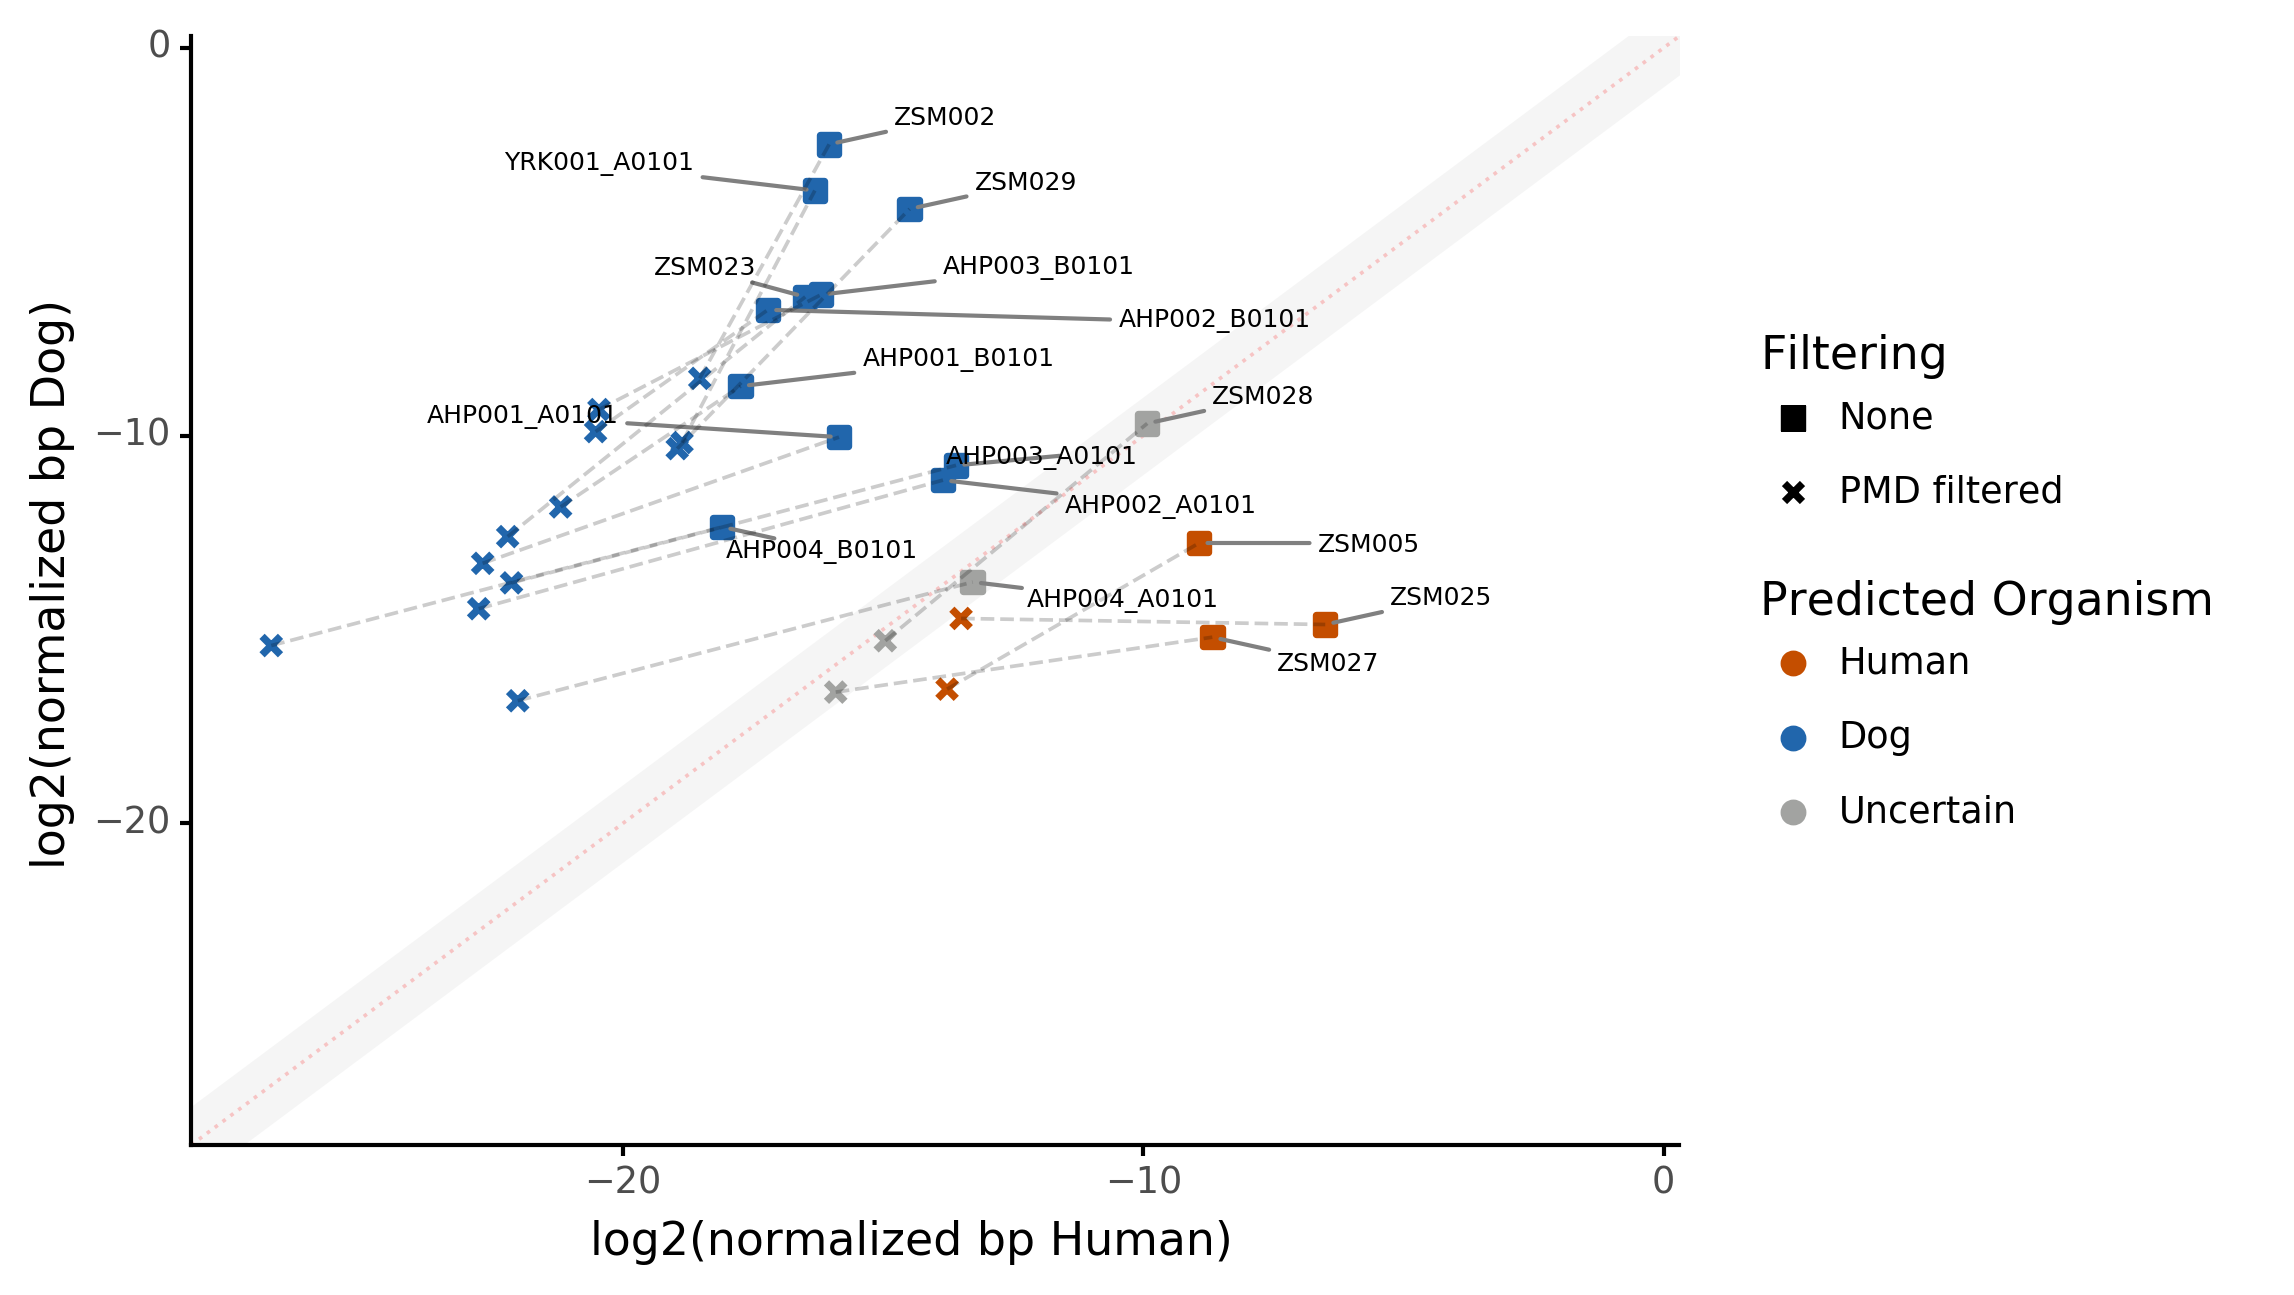 0
−10
−20
log2(normalized bp Dog)
ZSM002
YRK001_A0101
ZSM029
ZSM023
AHP003_B0101
AHP002_B0101
AHP001_B0101
ZSM028
AHP001_A0101
AHP003_A0101
AHP002_A0101
AHP004_B0101
ZSM005
AHP004_A0101
ZSM025
ZSM027
−20
−10
0
log2(normalized bp Human)
Filtering
None
PMD filtered
Predicted Organism
Human
Dog
Uncertain